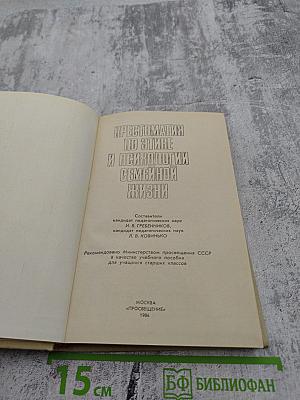 ХРЕСТОМАТИЯ
ПО ЭТИКЕ
И ПСИХОЛОГИИ
СЕМЕЙНОЙ
ЖИЗНИ
Составители
кандидат педагогических наук
И. В. ГРЕБЕННИКОВ,
кандидат педагогических наук
Л. В. КОВИНЬКО
Рекомендовано Министерством просвещения СССР
в качестве учебного пособия
для учащихся старших классов
МОСКВА
«ПРОСВЕЩЕНИЕ»
1986
15 СМ
БФ БИБЛИОФАН